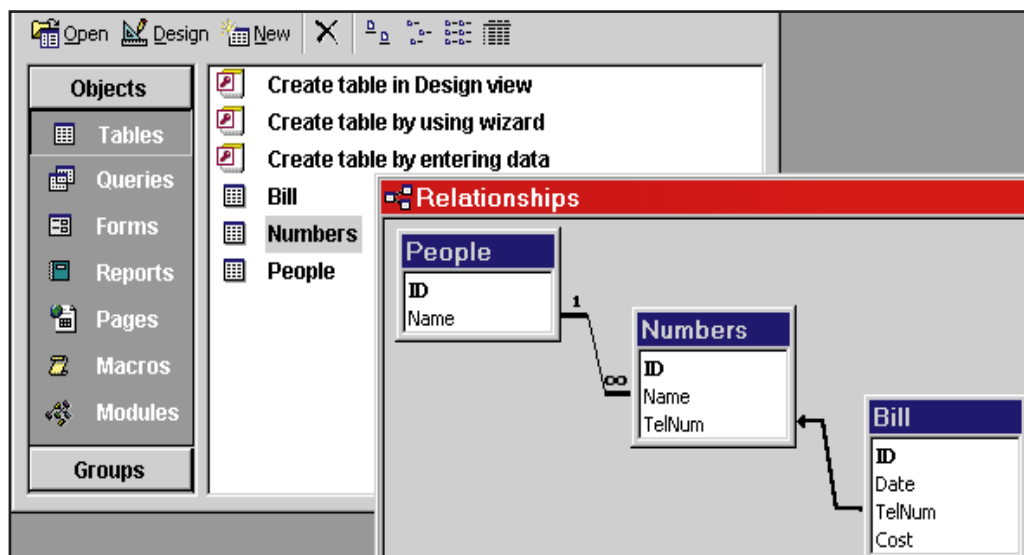 Open Design New
Objects
Tables
Queries
Forms
Reports
Pages
Macros
Modules
Groups
Create table in Design view
Create table by using wizard
Create table by entering data
Bill
Numbers
People
Relationships
People
ID
Name
1
∞
Numbers
ID
Name
TelNum
Bill
ID
Date
TelNum
Cost